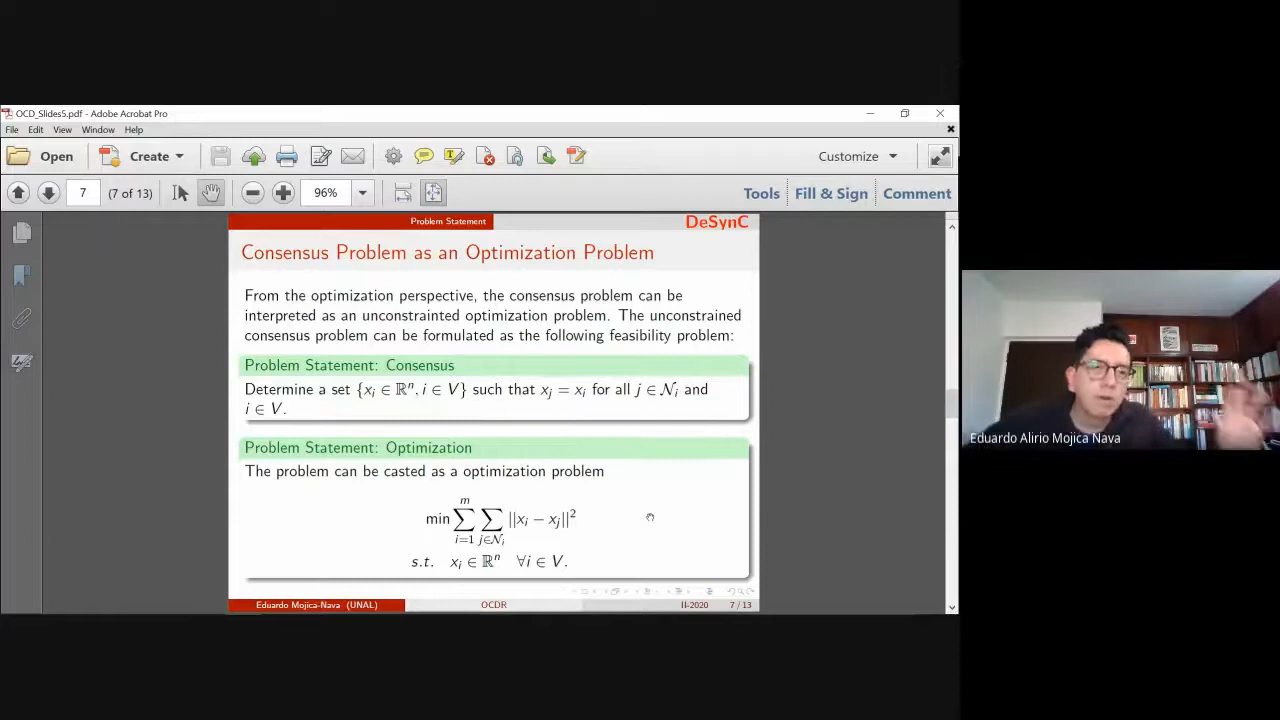 OCD_Slides5.pdf - Adobe Acrobat Pro
File Edit View Window Help
Open Create Customize
7 (7 of 13) 96% Tools Fill & Sign Comment
Problem Statement DeSynC
Consensus Problem as an Optimization Problem
From the optimization perspective, the consensus problem can be
interpreted as an unconstrained optimization problem. The unconstrained
consensus problem can be formulated as the following feasibility problem:
Problem Statement: Consensus
Determine a set {xᵢ ∈ ℝⁿ, i ∈ V} such that xⱼ = xᵢ for all j ∈ 𝒩ᵢ and
i ∈ V.
Problem Statement: Optimization
The problem can be casted as a optimization problem
min ∑_{i=1}^{m} ∑_{j∈𝒩ᵢ} ||xᵢ − xⱼ||²
s.t. xᵢ ∈ ℝⁿ ∀i ∈ V.
Eduardo Mojica-Nava (UNAL) OCDR II-2020 7 / 13
Eduardo Alirio Mojica Nava